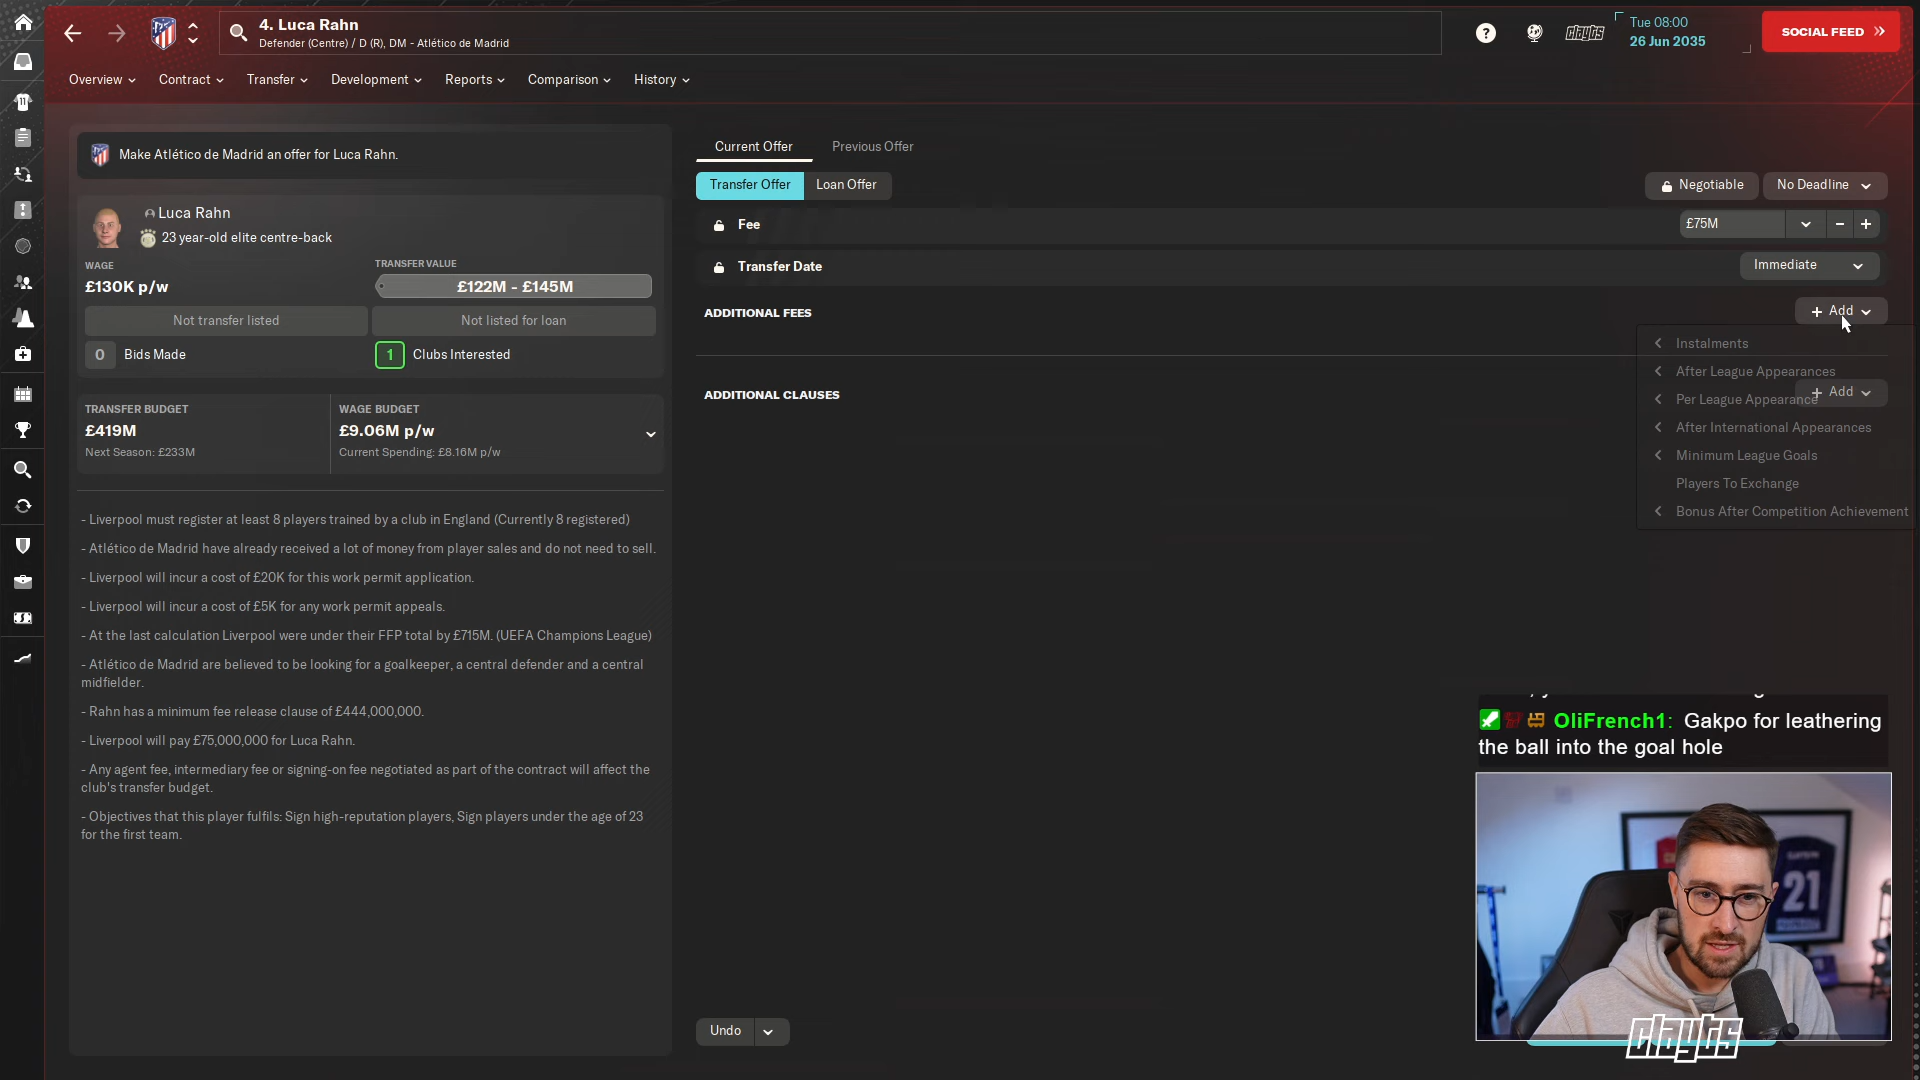 4. Luca Rahn
Defender (Centre) / D (R), DM - Atlético de Madrid
?
clayts
Tue 08:00
26 Jun 2035
SOCIAL FEED
Overview
Contract
Transfer
Development
Reports
Comparison
History
Make Atlético de Madrid an offer for Luca Rahn.
Luca Rahn
23 year-old elite centre-back
WAGE
£130K p/w
TRANSFER VALUE
£122M - £145M
Not transfer listed
Not listed for loan
0 Bids Made
1 Clubs Interested
TRANSFER BUDGET
£419M
Next Season: £233M
WAGE BUDGET
£9.06M p/w
Current Spending: £8.16M p/w
- Liverpool must register at least 8 players trained by a club in England (Currently 8 registered)
- Atlético de Madrid have already received a lot of money from player sales and do not need to sell.
- Liverpool will incur a cost of £20K for this work permit application.
- Liverpool will incur a cost of £5K for any work permit appeals.
- At the last calculation Liverpool were under their FFP total by £715M. (UEFA Champions League)
- Atlético de Madrid are believed to be looking for a goalkeeper, a central defender and a central
midfielder.
- Rahn has a minimum fee release clause of £444,000,000.
- Liverpool will pay £75,000,000 for Luca Rahn.
- Any agent fee, intermediary fee or signing-on fee negotiated as part of the contract will affect the
club's transfer budget.
- Objectives that this player fulfils: Sign high-reputation players, Sign players under the age of 23
for the first team.
Current Offer
Previous Offer
Transfer Offer
Loan Offer
Negotiable
No Deadline
Fee
£75M
Transfer Date
Immediate
ADDITIONAL FEES
+ Add
Instalments
After League Appearances
Per League Appearance
After International Appearances
Minimum League Goals
Players To Exchange
Bonus After Competition Achievement
ADDITIONAL CLAUSES
+ Add
Undo
OliFrench1: Gakpo for leathering
the ball into the goal hole
21
clayts